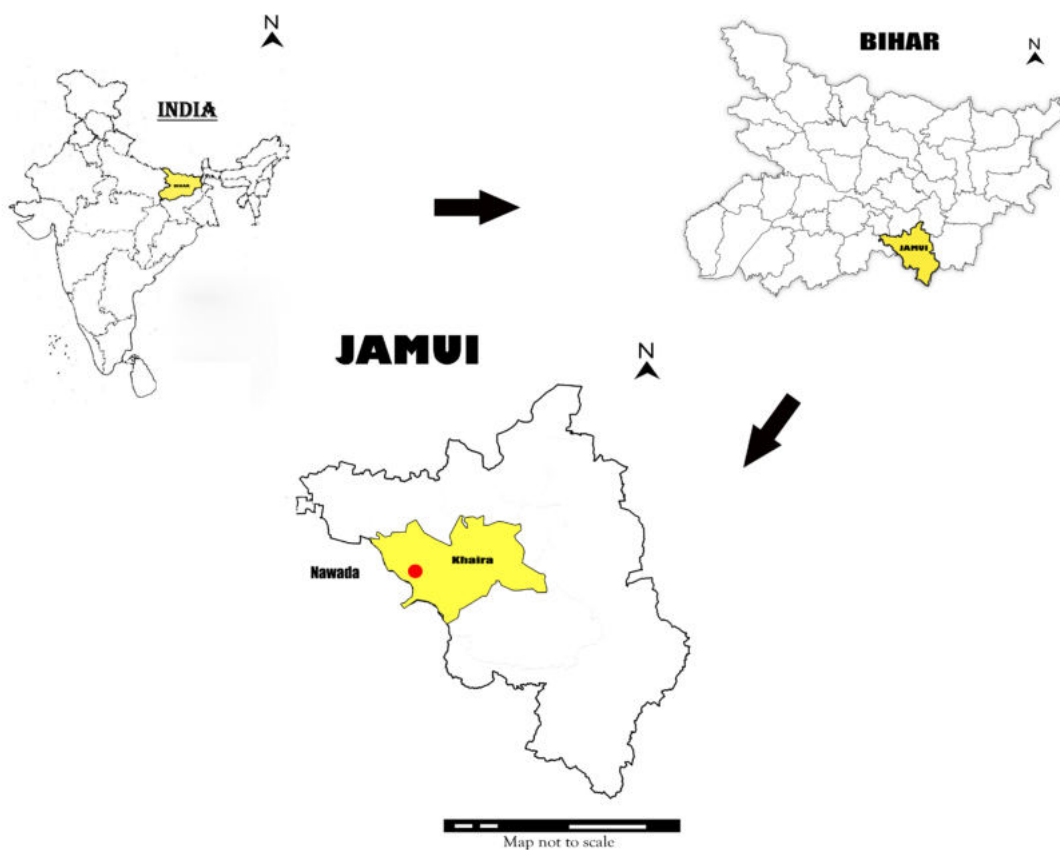 N
INDIA
BIHAR
BIHAR
N
JAMUI
JAMUI
N
Khaira
Nawada
Map not to scale